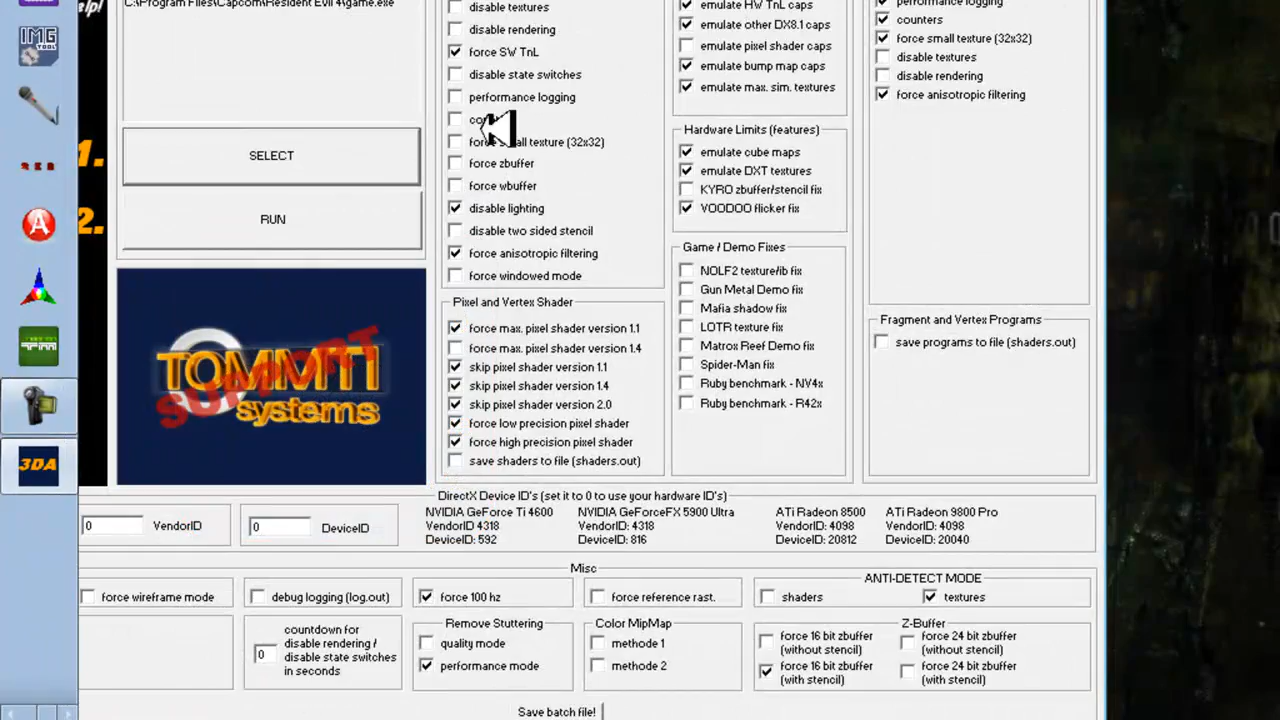 help!
C:\Program Files\Capcom\Resident Evil 4\game.exe
1.
SELECT
2.
RUN
TOMMTI
SUPPORT
systems
IMG
TOOL
3DA
disable textures
disable rendering
force SW TnL
disable state switches
performance logging
force small texture (32x32)
force zbuffer
force wbuffer
disable lighting
disable two sided stencil
force anisotropic filtering
force windowed mode
Pixel and Vertex Shader
force max. pixel shader version 1.1
force max. pixel shader version 1.4
skip pixel shader version 1.1
skip pixel shader version 1.4
skip pixel shader version 2.0
force low precision pixel shader
force high precision pixel shader
save shaders to file (shaders.out)
emulate HW TnL caps
emulate other DX8.1 caps
emulate pixel shader caps
emulate bump map caps
emulate max. sim. textures
Hardware Limits (features)
emulate cube maps
emulate DXT textures
KYRO zbuffer/stencil fix
VOODOO flicker fix
Game / Demo Fixes
NOLF2 texture/ib fix
Gun Metal Demo fix
Mafia shadow fix
LOTR texture fix
Matrox Reef Demo fix
Spider-Man fix
Ruby benchmark - NV4x
Ruby benchmark - R42x
performance logging
counters
force small texture (32x32)
disable textures
disable rendering
force anisotropic filtering
Fragment and Vertex Programs
save programs to file (shaders.out)
DirectX Device ID's (set it to 0 to use your hardware ID's)
0 VendorID
0 DeviceID
NVIDIA GeForce Ti 4600
VendorID 4318
DeviceID: 592
NVIDIA GeForceFX 5900 Ultra
VendorID: 4318
DeviceID: 816
ATi Radeon 8500
VendorID: 4098
DeviceID: 20812
ATi Radeon 9800 Pro
VendorID: 4098
DeviceID: 20040
Misc
force wireframe mode
debug logging (log.out)
force 100 hz
force reference rast.
ANTI-DETECT MODE
shaders
textures
0
countdown for
disable rendering /
disable state switches
in seconds
Remove Stuttering
quality mode
performance mode
Color MipMap
methode 1
methode 2
Z-Buffer
force 16 bit zbuffer
(without stencil)
force 24 bit zbuffer
(without stencil)
force 16 bit zbuffer
(with stencil)
force 24 bit zbuffer
(with stencil)
Save batch file!